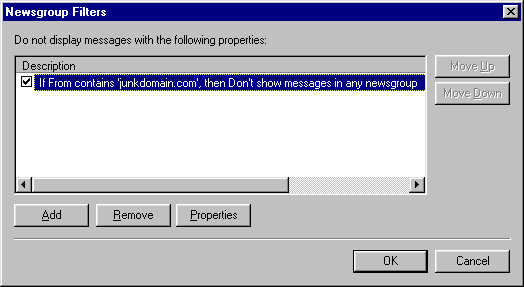 Newsgroup Filters
Do not display messages with the following properties:
Description
If From contains 'junkdomain.com', then Don't show messages in any newsgroup
Move Up
Move Down
Add
Remove
Properties
OK
Cancel